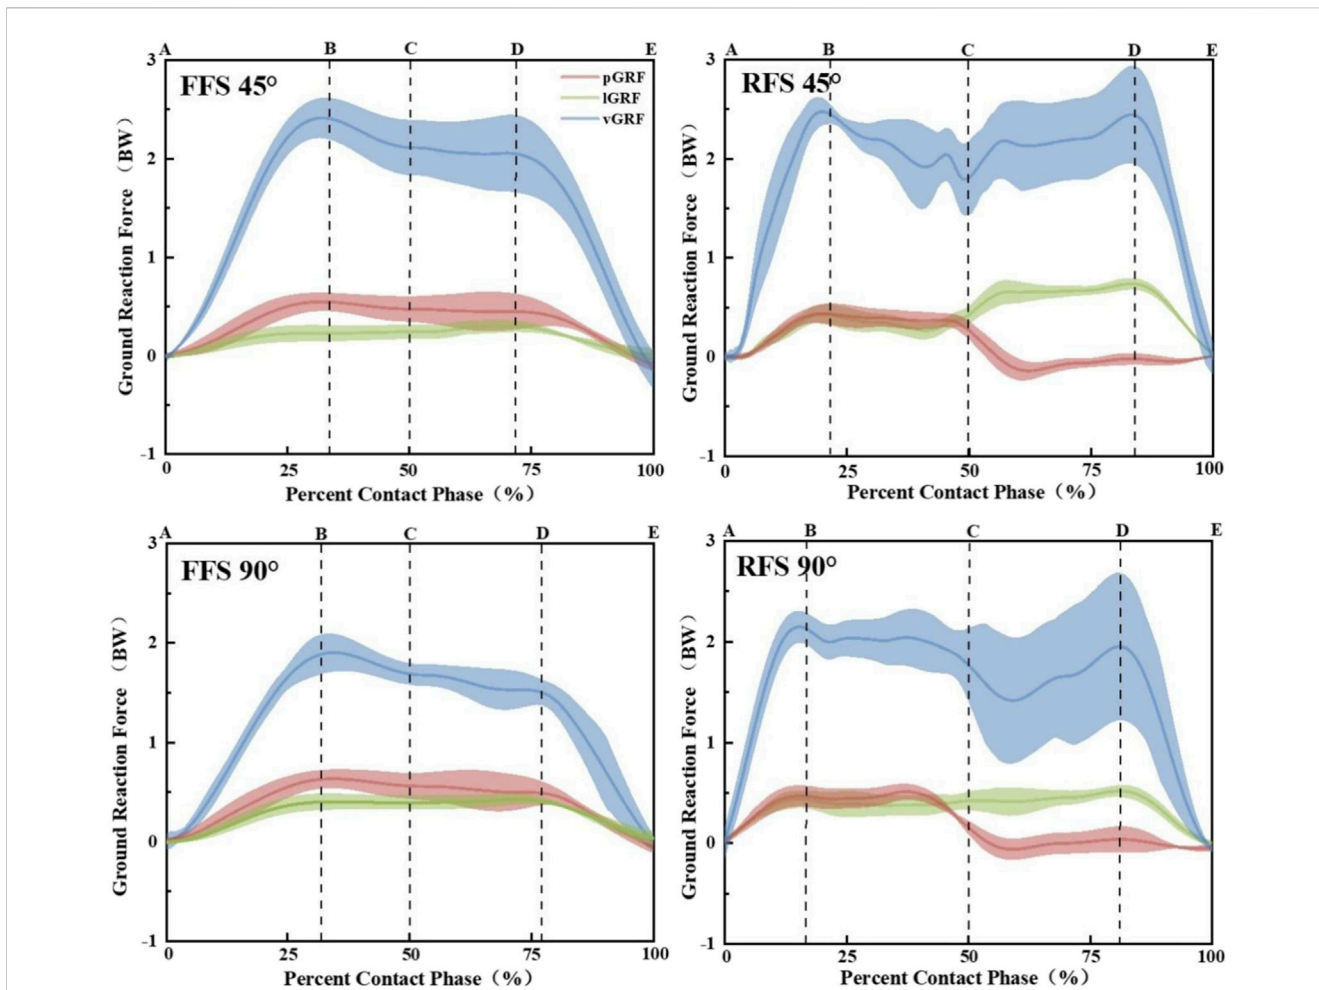 A B C D E
FFS 45°
pGRF
lGRF
vGRF
3
2
1
0
-1
Ground Reaction Force (BW)
0 25 50 75 100
Percent Contact Phase (%)
A B C D E
RFS 45°
3
2
1
0
-1
Ground Reaction Force (BW)
0 25 50 75 100
Percent Contact Phase (%)
A B C D E
FFS 90°
3
2
1
0
-1
Ground Reaction Force (BW)
0 25 50 75 100
Percent Contact Phase (%)
A B C D E
RFS 90°
3
2
1
0
-1
Ground Reaction Force (BW)
0 25 50 75 100
Percent Contact Phase (%)